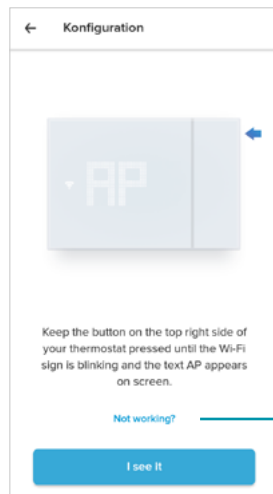 Konfiguration
AP
Keep the button on the top right side of
your thermostat pressed until the Wi-Fi
sign is blinking and the text AP appears
on screen.
Not working?
I see it